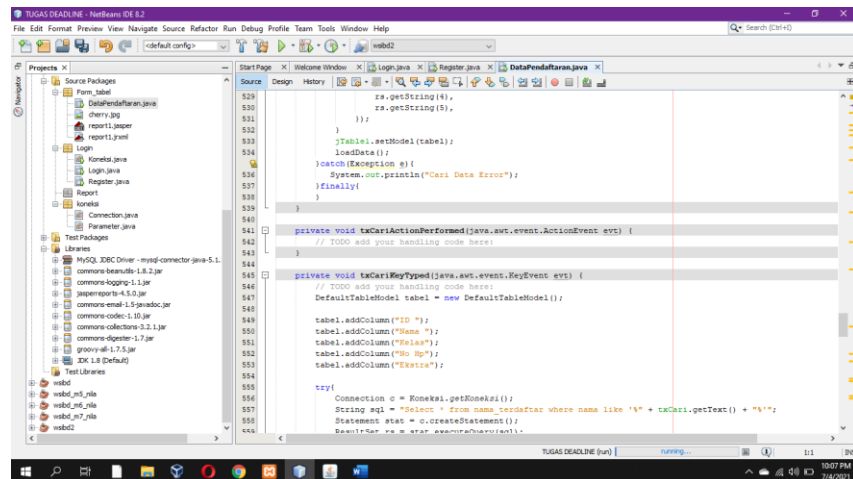 TUGAS DEADLINE - NetBeans IDE 8.2
File Edit Format Preview View Navigate Source Refactor Run Debug Profile Team Tools Window Help
Search (Ctrl+I)
<default config>
wsibd2
Projects
Start Page
Welcome Window
Login.java
Register.java
DataPendaftaran.java
Navigator
Source Packages
Form_tabel
DataPendaftaran.java
cherry.jpg
report1.jasper
report1.jrxml
Login
Koneksi.java
Login.java
Register.java
Report
koneksi
Connection.java
Parameter.java
Test Packages
Libraries
MySQL JDBC Driver - mysql-connector-java-5.1.
commons-beanutils-1.8.2.jar
commons-logging-1.1.jar
jasperreports-4.5.0.jar
commons-email-1.5-javadoc.jar
commons-codec-1.10.jar
commons-collections-3.2.1.jar
commons-digester-1.7.jar
groovy-all-1.7.5.jar
JDK 1.8 (Default)
Test Libraries
wsibd
wsbd_m5_nila
wsbd_m6_nila
wsbd_m7_nila
wsibd2
Source Design History
529 rs.getString(4),
530 rs.getString(5),
531 });
532 }
533 jTable1.setModel(tabel);
534 loadData();
}catch(Exception e){
536 System.out.println("Cari Data Error");
537 }finally{
538 }
539 }
540
541 private void txCariActionPerformed(java.awt.event.ActionEvent evt) {
542 // TODO add your handling code here:
543 }
544
545 private void txCariKeyTyped(java.awt.event.KeyEvent evt) {
546 // TODO add your handling code here:
547 DefaultTableModel tabel = new DefaultTableModel();
548
549 tabel.addColumn("ID ");
550 tabel.addColumn("Nama ");
551 tabel.addColumn("Kelas");
552 tabel.addColumn("No Hp");
553 tabel.addColumn("Ekstra");
554
555 try{
556 Connection c = Koneksi.getKoneksi();
557 String sql = "Select * from nama_terdaftar where nama like '%" + txCari.getText() + "%'";
558 Statement stat = c.createStatement();
559 ResultSet rs = stat.executeQuery(sql);
TUGAS DEADLINE (run)
running...
1:1
10:07 PM
7/4/2021